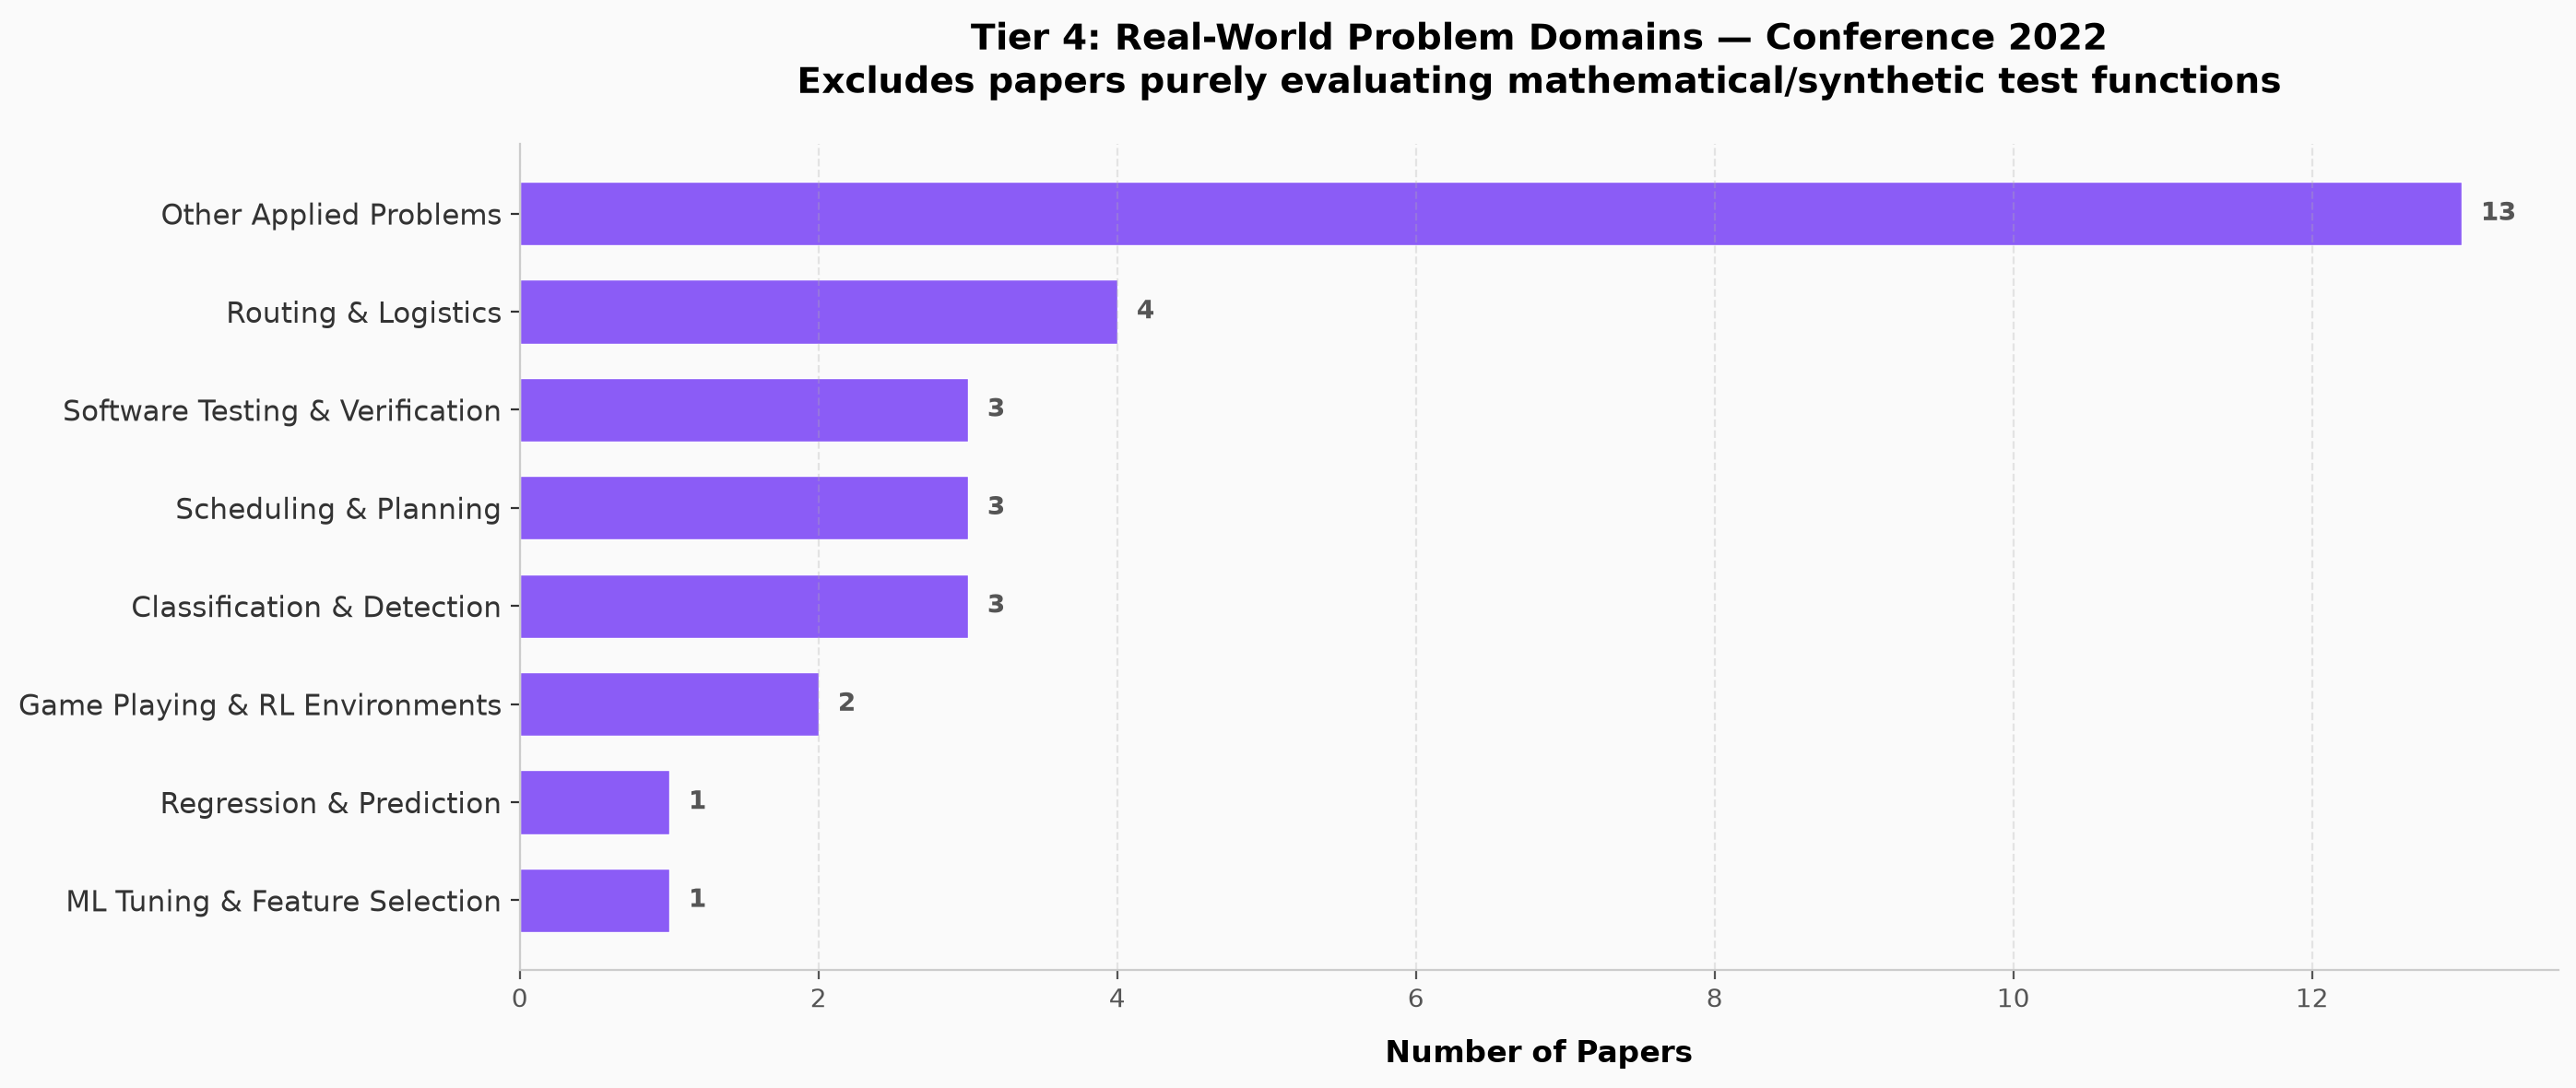 Tier 4: Real-World Problem Domains — Conference 2022
Excludes papers purely evaluating mathematical/synthetic test functions
Other Applied Problems
13
Routing & Logistics
4
Software Testing & Verification
3
Scheduling & Planning
3
Classification & Detection
3
Game Playing & RL Environments
2
Regression & Prediction
1
ML Tuning & Feature Selection
1
0 2 4 6 8 10 12
Number of Papers